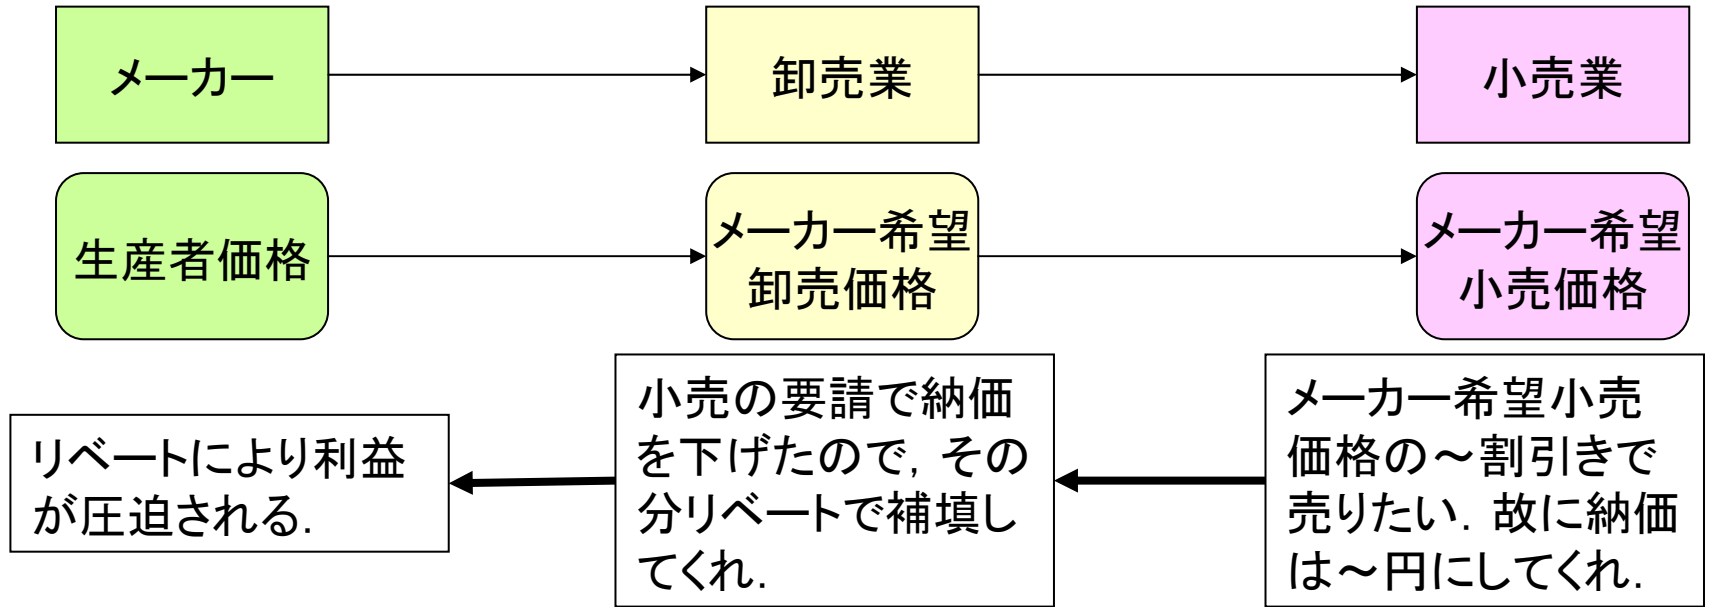 メーカー
卸売業
小売業
生産者価格
メーカー希望
卸売価格
メーカー希望
小売価格
リベートにより利益
が圧迫される.
小売の要請で納価
を下げたので, その
分リベートで補填し
てくれ.
メーカー希望小売
価格の～割引きで
売りたい. 故に納価
は～円にしてくれ.